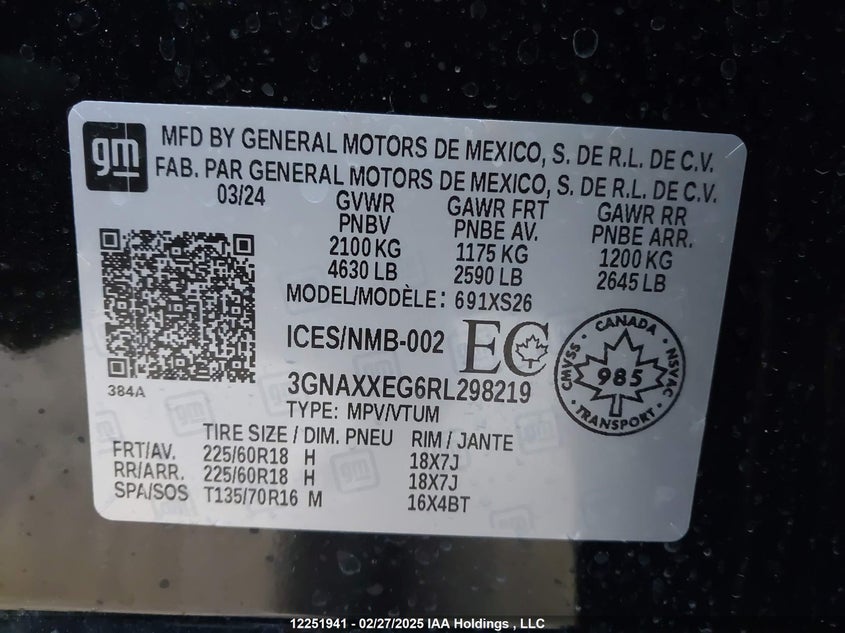 gm
MFD BY GENERAL MOTORS DE MEXICO, S. DE R.L. DE C.V.
FAB. PAR GENERAL MOTORS DE MEXICO, S. DE R.L. DE C.V.
03/24 GVWR GAWR FRT GAWR RR
PNBV PNBE AV. PNBE ARR.
2100 KG 1175 KG 1200 KG
4630 LB 2590 LB 2645 LB
MODEL/MODÈLE: 691XS26
ICES/NMB-002 EC
CANADA
CMVSS 985 NSVAC
TRANSPORT
384A
3GNAXXEG6RL298219
TYPE: MPV/VTUM
TIRE SIZE / DIM. PNEU RIM / JANTE
FRT/AV. 225/60R18 H 18X7J
RR/ARR. 225/60R18 H 18X7J
SPA/SOS T135/70R16 M 16X4BT
12251941 - 02/27/2025 IAA Holdings , LLC